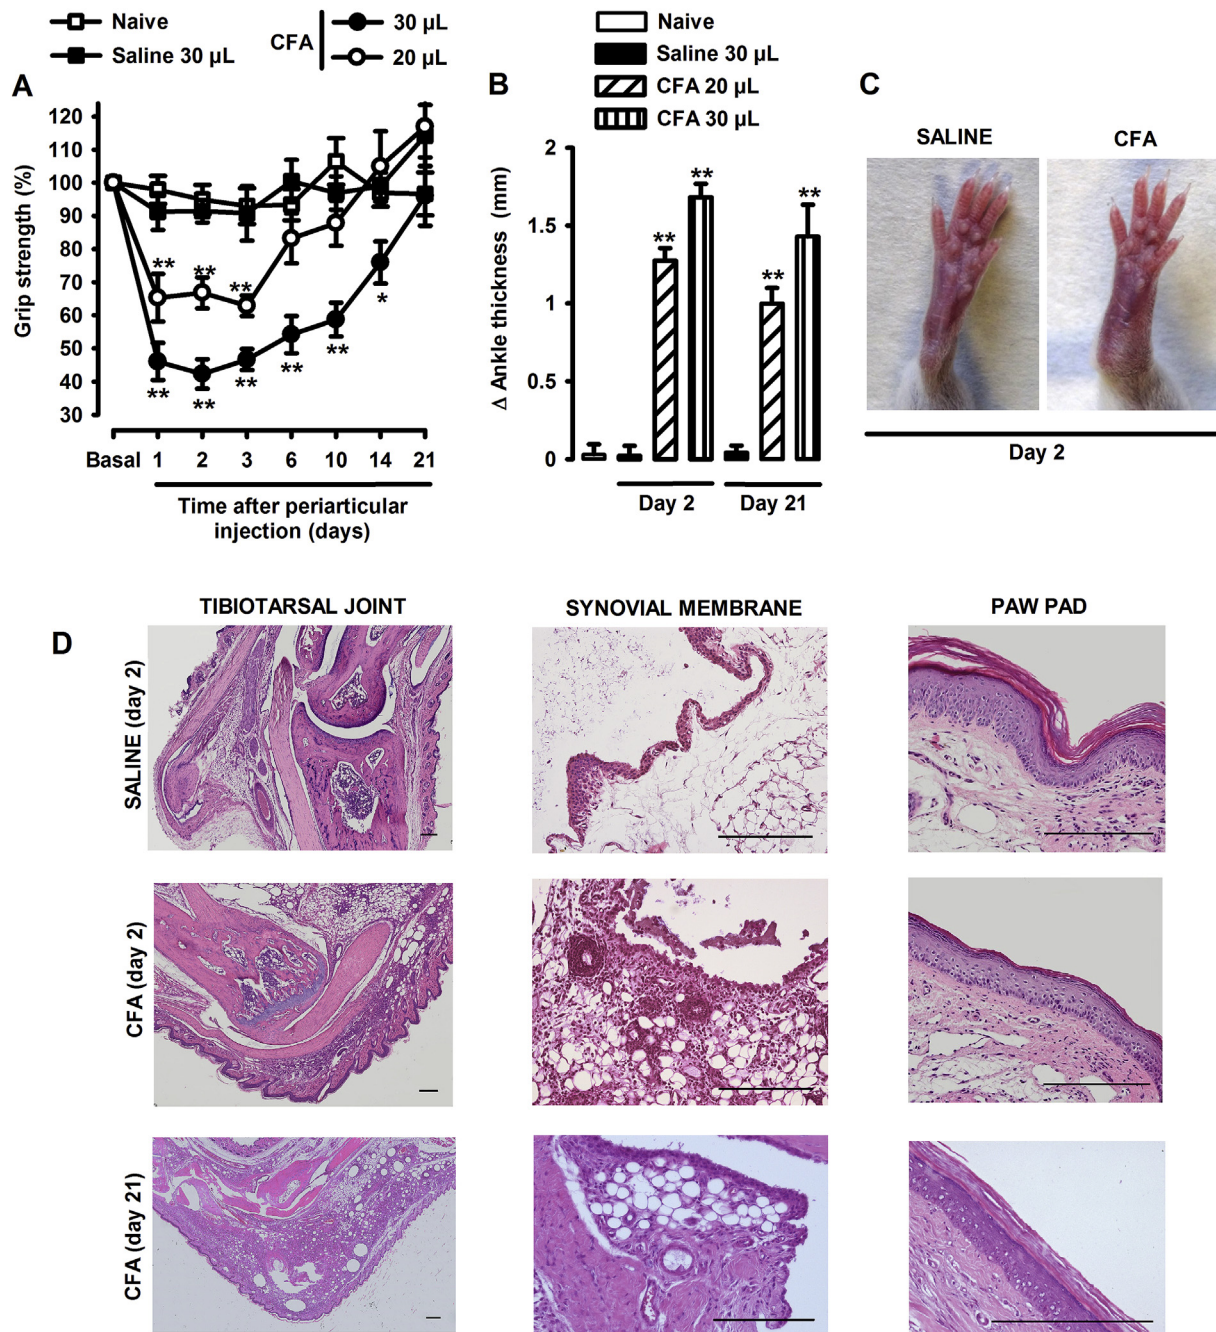 Naive
Saline 30 µL
CFA
30 µL
20 µL
A
Grip strength (%)
120
110
100
90
80
70
60
50
40
30
**
**
**
**
**
**
**
**
*
Basal 1 2 3 6 10 14 21
Time after periarticular
injection (days)
Naive
Saline 30 µL
CFA 20 µL
CFA 30 µL
B
Δ Ankle thickness (mm)
2
1.5
1
0.5
0
**
**
**
**
Day 2
Day 21
C
SALINE
CFA
Day 2
D
TIBIOTARSAL JOINT
SYNOVIAL MEMBRANE
PAW PAD
SALINE (day 2)
CFA (day 2)
CFA (day 21)